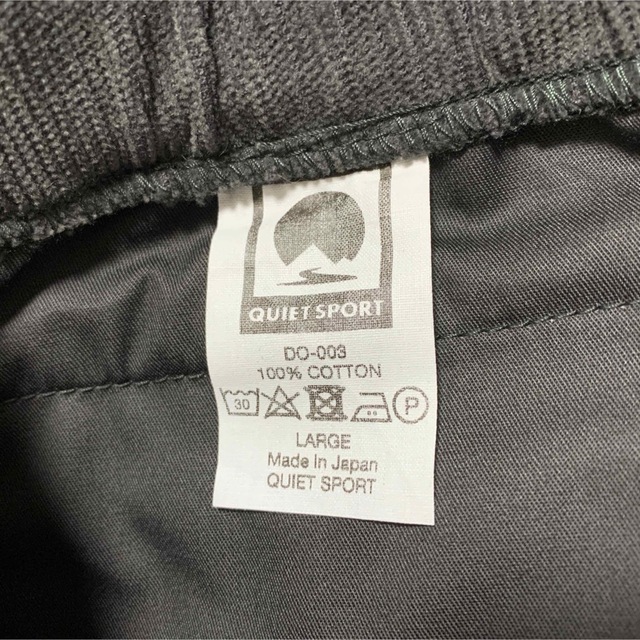 QUIET SPORT
DO-003
100% COTTON
30 P
LARGE
Made in Japan
QUIET SPORT